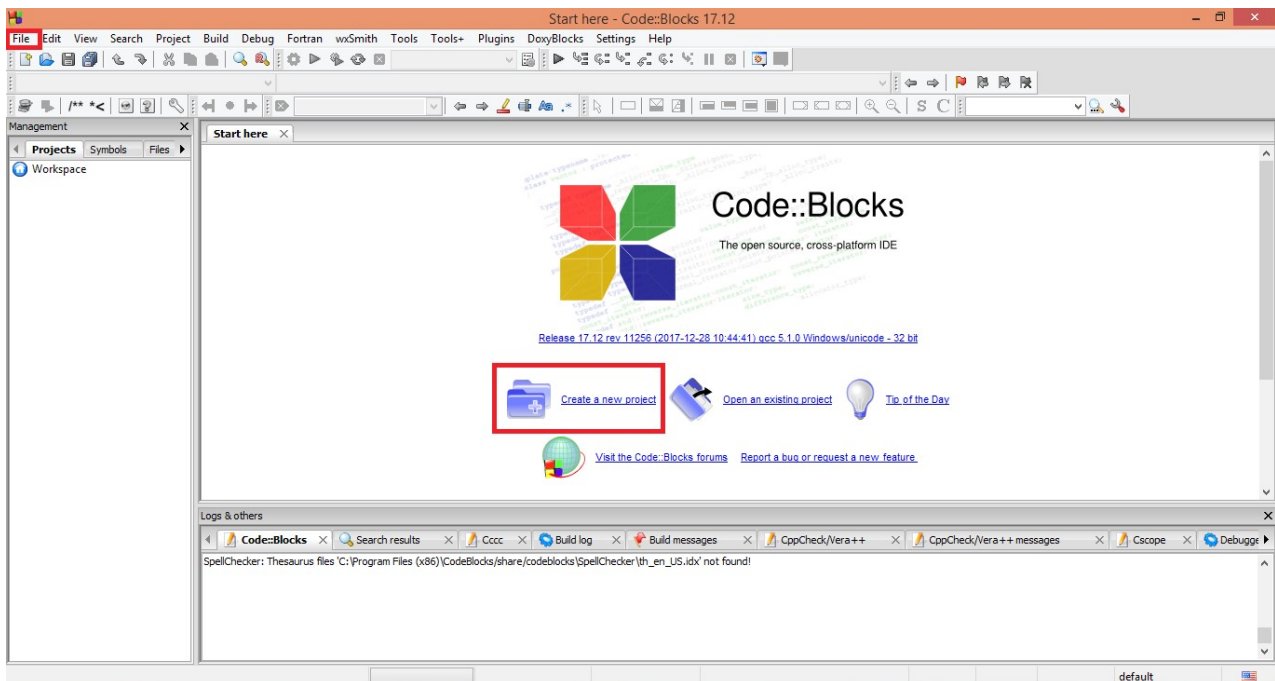 Start here - Code::Blocks 17.12
File Edit View Search Project Build Debug Fortran wxSmith Tools Tools+ Plugins DoxyBlocks Settings Help
/** *<
S C
Management
Start here
Projects Symbols Files
Workspace
Code::Blocks
The open source, cross-platform IDE
Release 17.12 rev 11256 (2017-12-28 10:44:41) gcc 5.1.0 Windows/unicode - 32 bit
Create a new project Open an existing project Tip of the Day
Visit the Code::Blocks forums Report a bug or request a new feature
Logs & others
Code::Blocks Search results Cccc Build log Build messages CppCheck/Vera++ CppCheck/Vera++ messages Cscope Debugge
SpellChecker: Thesaurus files 'C:\Program Files (x86)\CodeBlocks/share/codeblocks\SpellChecker\th_en_US.idx' not found!
default